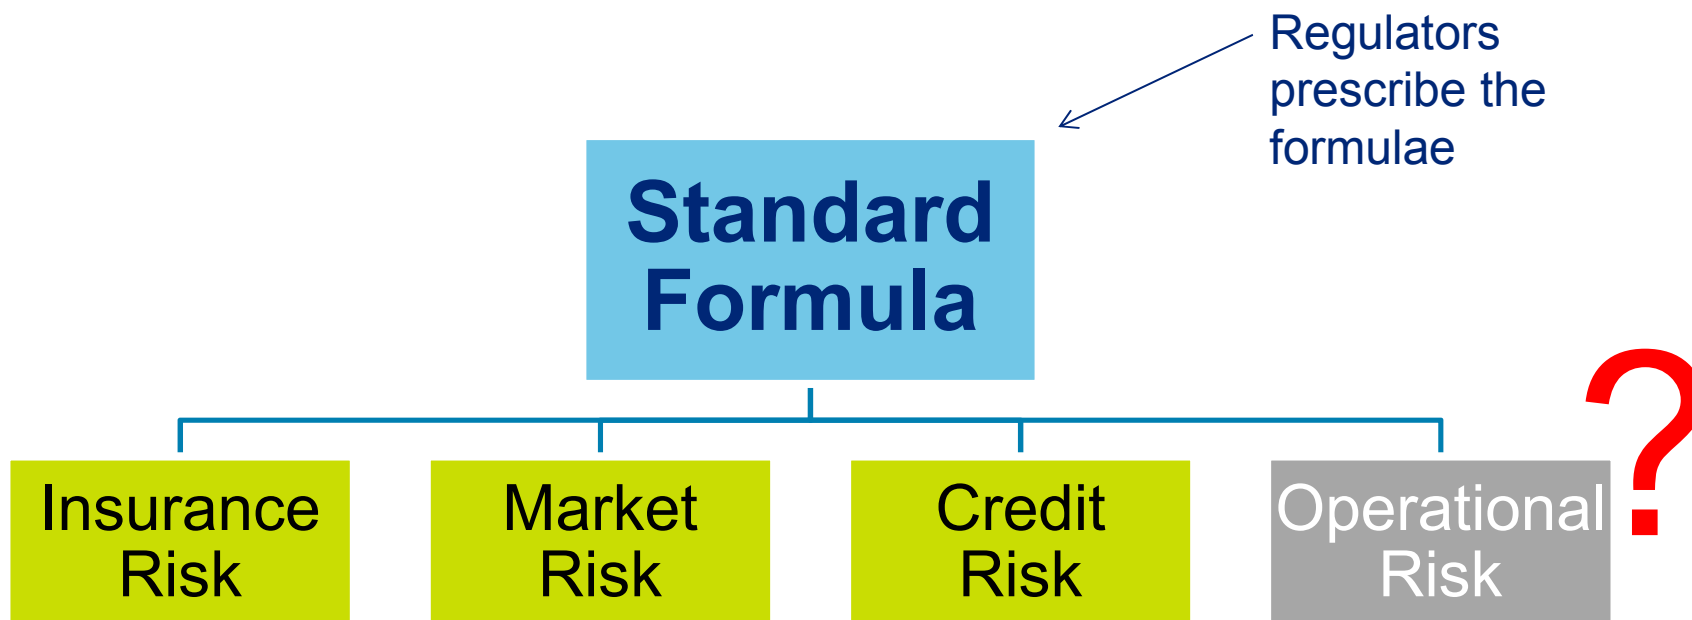 Regulators
prescribe the
formulae
Standard
Formula
?
Insurance
Risk
Market
Risk
Credit
Risk
Operational
Risk